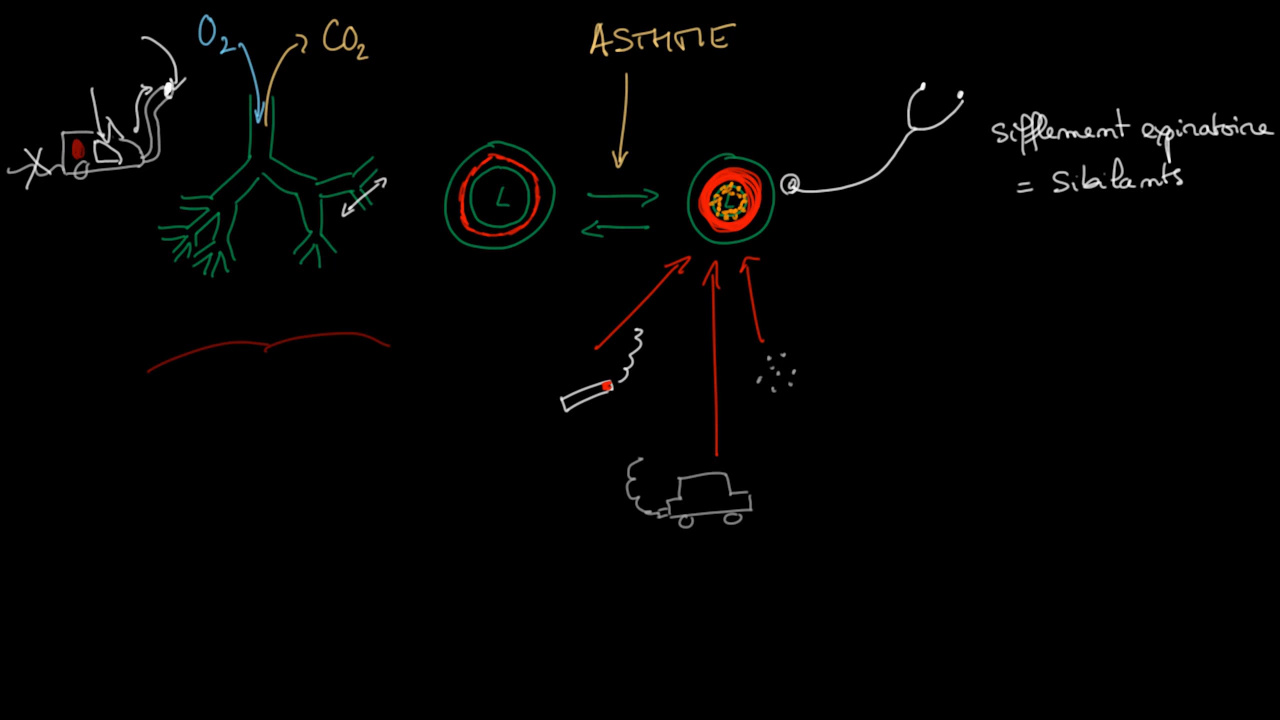 O₂
CO₂
ASTHME
L
L
sifflement expiratoire
= sibilants